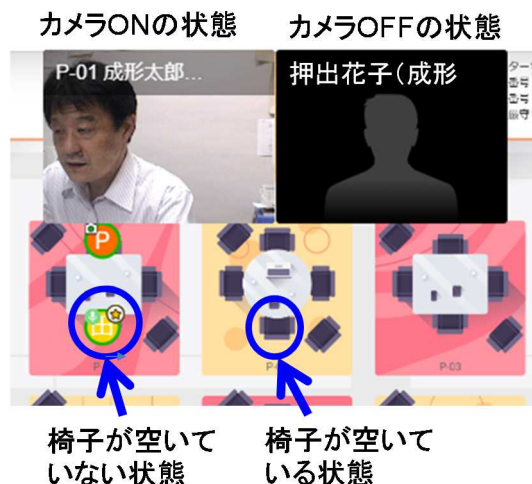 カメラONの状態
カメラOFFの状態
P-01 成形太郎...
押出花子(成形
P
由
P-03
椅子が空いて
いない状態
椅子が空いて
いる状態